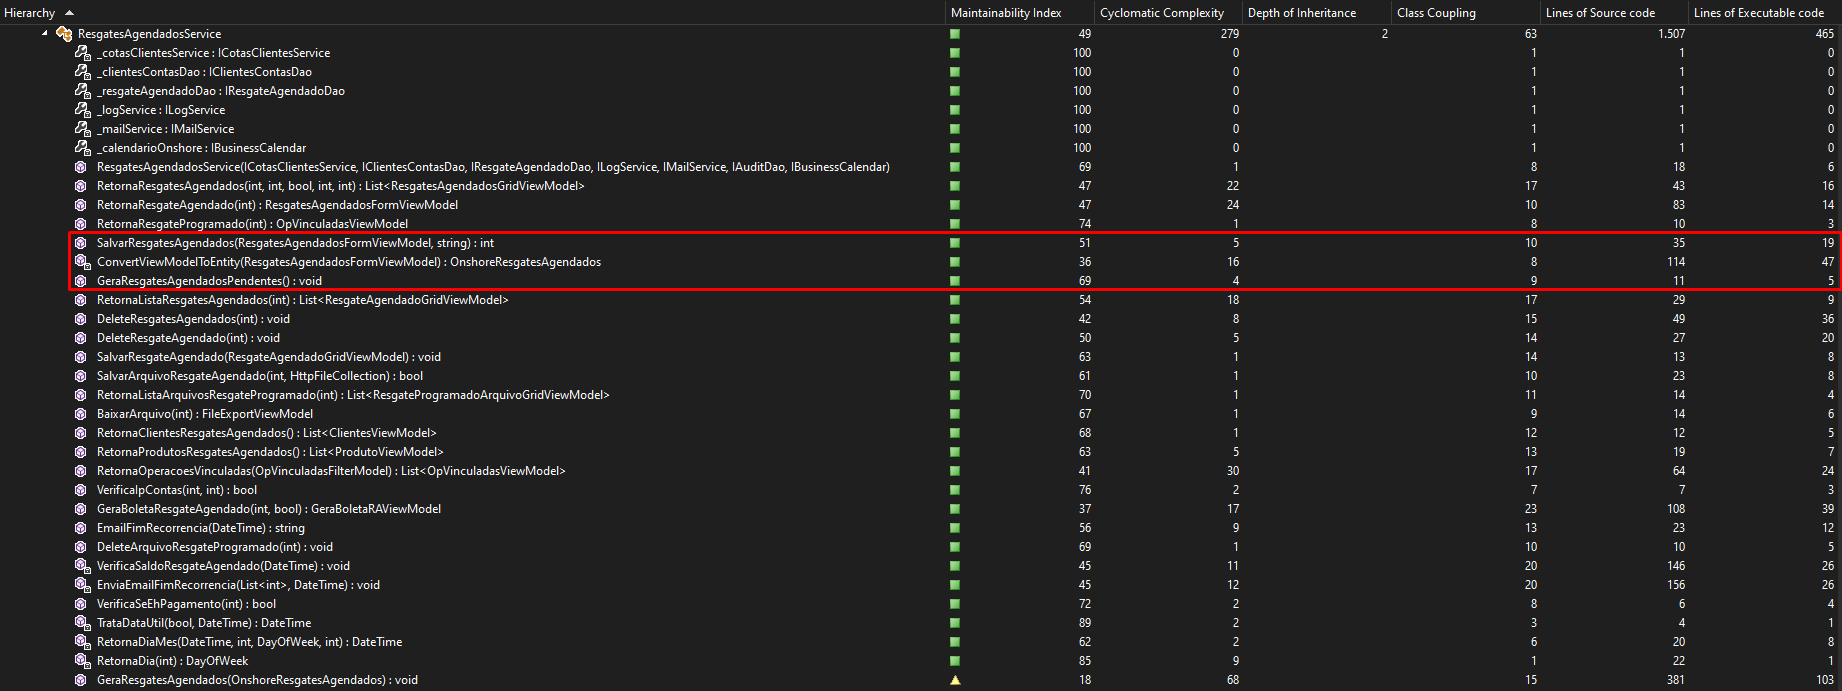 Hierarchy Maintainability Index Cyclomatic Complexity Depth of Inheritance Class Coupling Lines of Source code Lines of Executable code
ResgatesAgendadosService 49 279 2 63 1.507 465
_cotasClientesService : ICotasClientesService 100 0 1 1 0
_clientesContasDao : IClientesContasDao 100 0 1 1 0
_resgateAgendadoDao : IResgateAgendadoDao 100 0 1 1 0
_logService : ILogService 100 0 1 1 0
_mailService : IMailService 100 0 1 1 0
_calendarioOnshore : IBusinessCalendar 100 0 1 1 0
ResgatesAgendadosService(ICotasClientesService, IClientesContasDao, IResgateAgendadoDao, ILogService, IMailService, IAuditDao, IBusinessCalendar) 69 1 8 18 6
RetornaResgatesAgendados(int, int, bool, int, int) : List<ResgatesAgendadosGridViewModel> 47 22 17 43 16
RetornaResgateAgendado(int) : ResgatesAgendadosFormViewModel 47 24 10 83 14
RetornaResgateProgramado(int) : OpVinculadasViewModel 74 1 8 10 3
SalvarResgatesAgendados(ResgatesAgendadosFormViewModel, string) : int 51 5 10 35 19
ConvertViewModelToEntity(ResgatesAgendadosFormViewModel) : OnshoreResgatesAgendados 36 16 8 114 47
GeraResgatesAgendadosPendentes() : void 69 4 9 11 5
RetornaListaResgatesAgendados(int) : List<ResgateAgendadoGridViewModel> 54 18 17 29 9
DeleteResgatesAgendados(int) : void 42 8 15 49 36
DeleteResgateAgendado(int) : void 50 5 14 27 20
SalvarResgateAgendado(ResgateAgendadoGridViewModel) : void 63 1 14 13 8
SalvarArquivoResgateAgendado(int, HttpFileCollection) : bool 61 1 10 23 8
RetornaListaArquivosResgateProgramado(int) : List<ResgateProgramadoArquivoGridViewModel> 70 1 11 14 4
BaixarArquivo(int) : FileExportViewModel 67 1 9 14 6
RetornaClientesResgatesAgendados() : List<ClientesViewModel> 68 1 12 12 5
RetornaProdutosResgatesAgendados() : List<ProdutoViewModel> 63 5 13 19 7
RetornaOperacoesVinculadas(OpVinculadasFilterModel) : List<OpVinculadasViewModel> 41 30 17 64 24
VerificaIpContas(int, int) : bool 76 2 7 7 3
GeraBoletaResgateAgendado(int, bool) : GeraBoletaRAViewModel 37 17 23 108 39
EmailFimRecorrencia(DateTime) : string 56 9 13 23 12
DeleteArquivoResgateProgramado(int) : void 69 1 10 10 5
VerificaSaldoResgateAgendado(DateTime) : void 45 11 20 146 26
EnviaEmailFimRecorrencia(List<int>, DateTime) : void 45 12 20 156 26
VerificaSeEhPagamento(int) : bool 72 2 8 6 4
TrataDataUtil(bool, DateTime) : DateTime 89 2 3 4 1
RetornaDiaMes(DateTime, int, DayOfWeek, int) : DateTime 62 2 6 20 8
RetornaDia(int) : DayOfWeek 85 9 1 22 1
GeraResgatesAgendados(OnshoreResgatesAgendados) : void 18 68 15 381 103